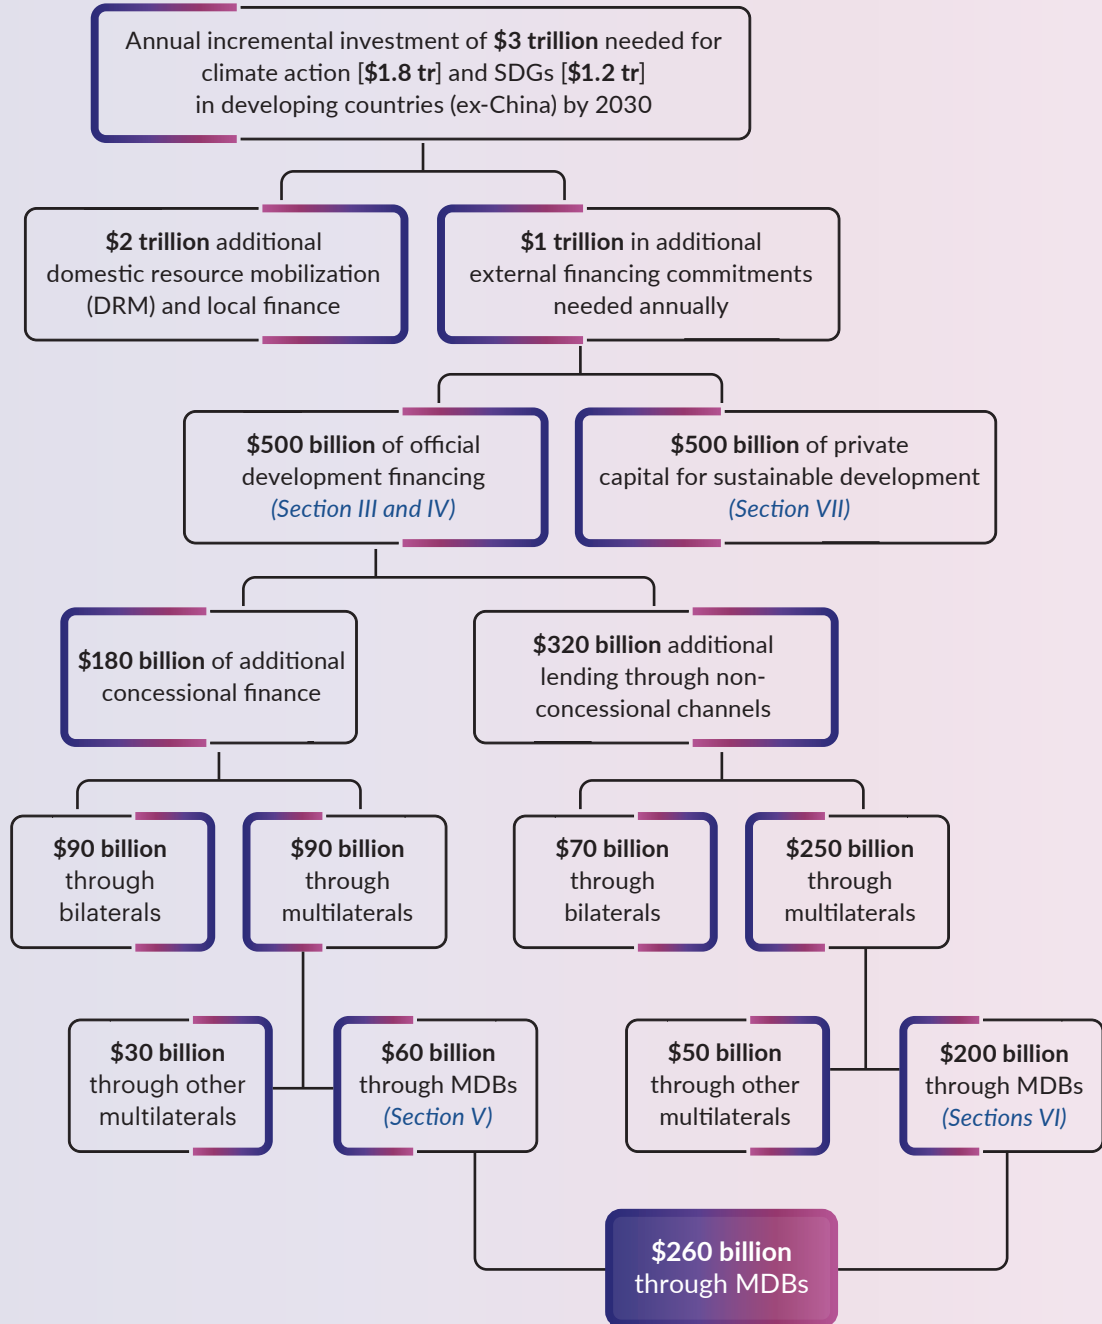 Annual incremental investment of $3 trillion needed for
climate action [$1.8 tr] and SDGs [$1.2 tr]
in developing countries (ex-China) by 2030
$2 trillion additional
domestic resource mobilization
(DRM) and local finance
$1 trillion in additional
external financing commitments
needed annually
$500 billion of official
development financing
(Section III and IV)
$500 billion of private
capital for sustainable development
(Section VII)
$180 billion of additional
concessional finance
$320 billion additional
lending through non-
concessional channels
$90 billion
through
bilaterals
$90 billion
through
multilaterals
$70 billion
through
bilaterals
$250 billion
through
multilaterals
$30 billion
through other
multilaterals
$60 billion
through MDBs
(Section V)
$50 billion
through other
multilaterals
$200 billion
through MDBs
(Sections VI)
$260 billion
through MDBs